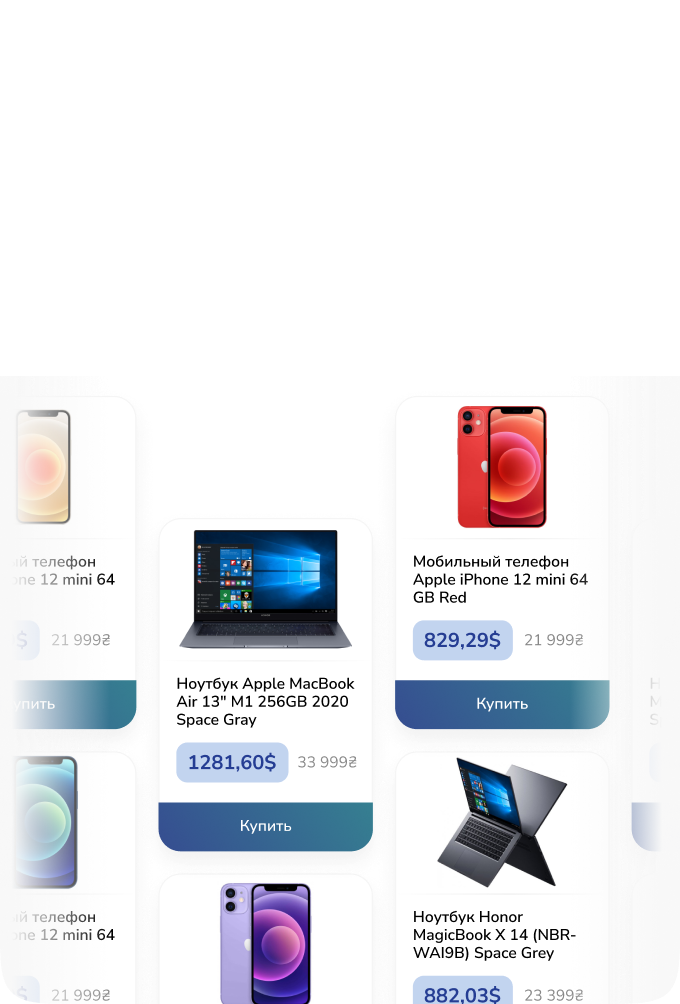 ый телефон
one 12 mini 64
$ 21 999₴
упить
ый телефон
one 12 mini 64
$ 21 999₴
Ноутбук Apple MacBook
Air 13" M1 256GB 2020
Space Gray
1281,60$ 33 999₴
Купить
Мобильный телефон
Apple iPhone 12 mini 64
GB Red
829,29$ 21 999₴
Купить
Ноутбук Honor
MagicBook X 14 (NBR-
WAI9B) Space Grey
882,03$ 23 399₴
Н
M
S